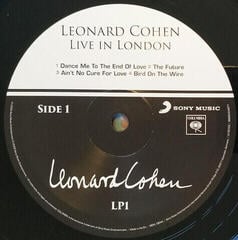 LEONARD COHEN
LIVE IN LONDON
1 Dance Me To The End Of Love 2 The Future
3 Ain't No Cure For Love 4 Bird On The Wire
SIDE 1
SONY MUSIC
COLUMBIA
Leonard Cohen
LP1